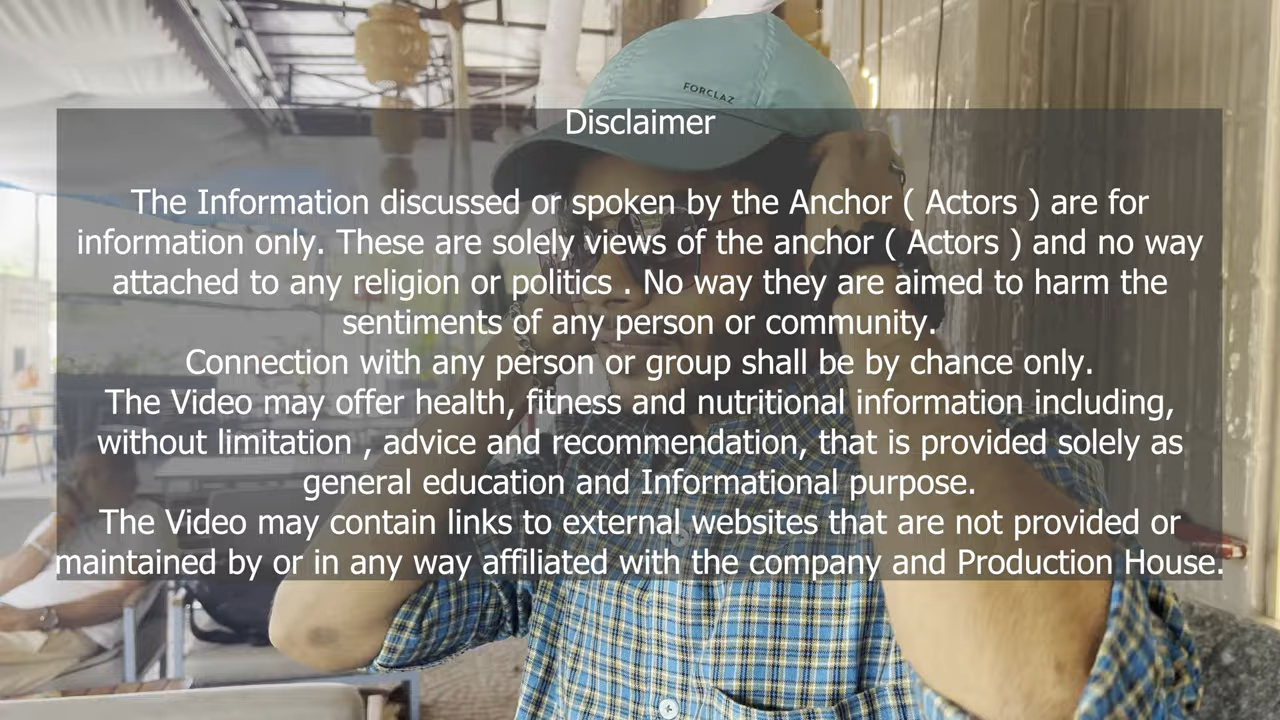 FORCLAZ
Disclaimer
The Information discussed or spoken by the Anchor ( Actors ) are for
information only. These are solely views of the anchor ( Actors ) and no way
attached to any religion or politics . No way they are aimed to harm the
sentiments of any person or community.
Connection with any person or group shall be by chance only.
The Video may offer health, fitness and nutritional information including,
without limitation , advice and recommendation, that is provided solely as
general education and Informational purpose.
The Video may contain links to external websites that are not provided or
maintained by or in any way affiliated with the company and Production House.